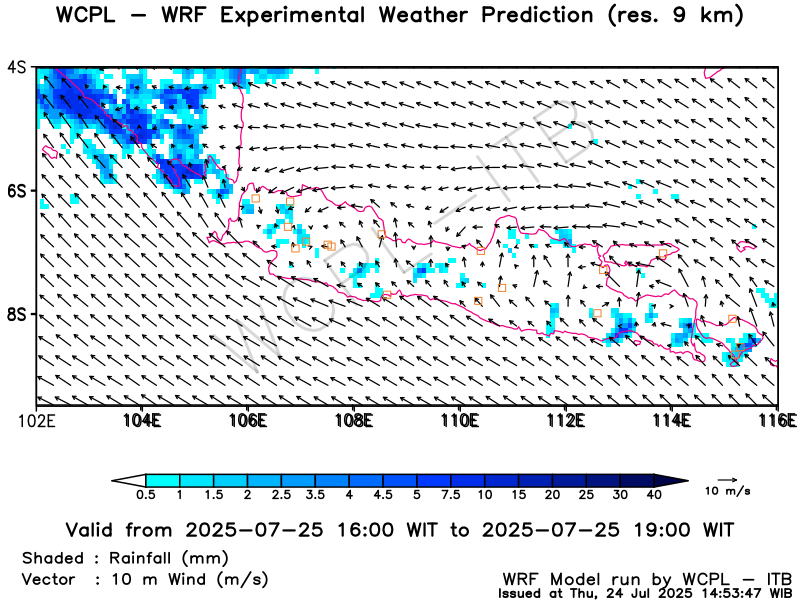 WCPL − WRF Experimental Weather Prediction (res. 9 km)
4S
6S
8S
WCPL−ITB
102E 104E 106E 108E 110E 112E 114E 116E
0.5 1 1.5 2 2.5 3.5 4 4.5 5 7.5 10 15 20 25 30 40
10 m/s
Valid from 2025−07−25 16:00 WIT to 2025−07−25 19:00 WIT
Shaded : Rainfall (mm)
Vector : 10 m Wind (m/s)
WRF Model run by WCPL − ITB
Issued at Thu, 24 Jul 2025 14:53:47 WIB